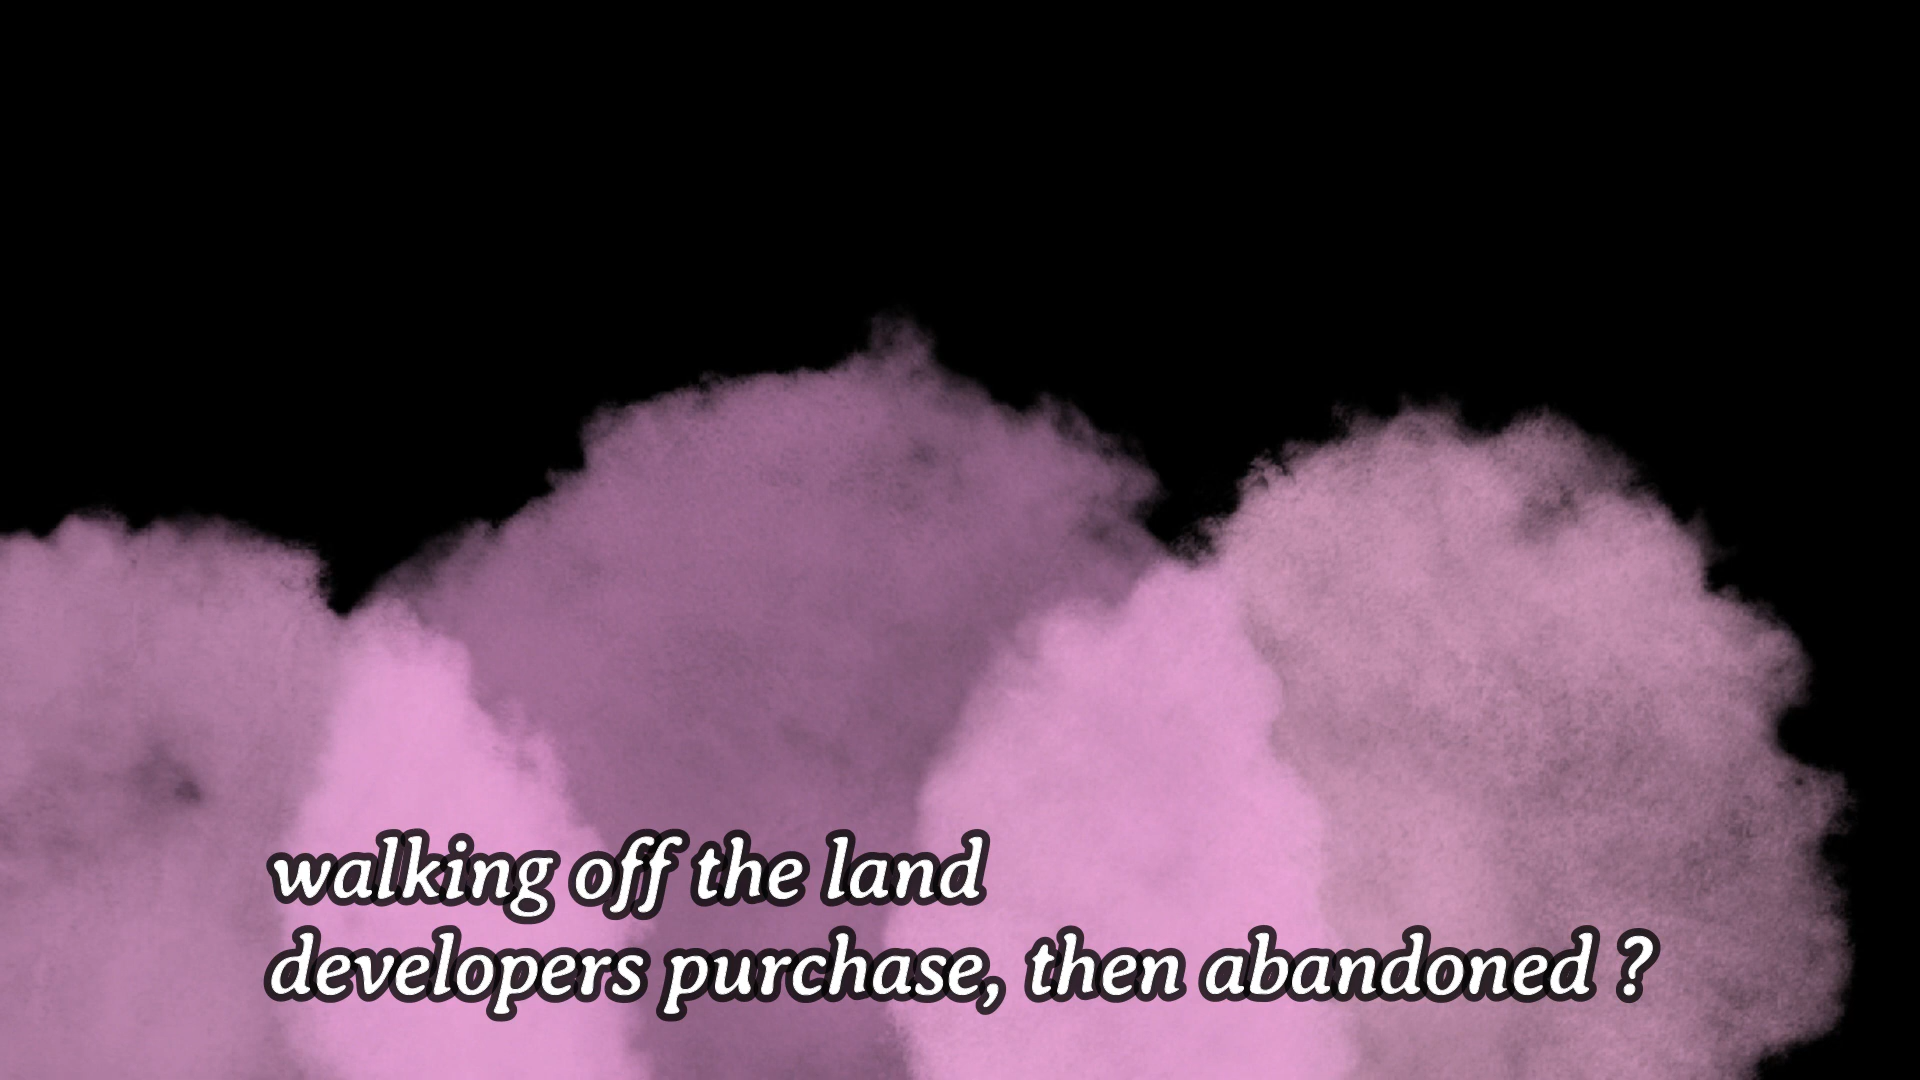 walking off the land
developers purchase, then abandoned ?